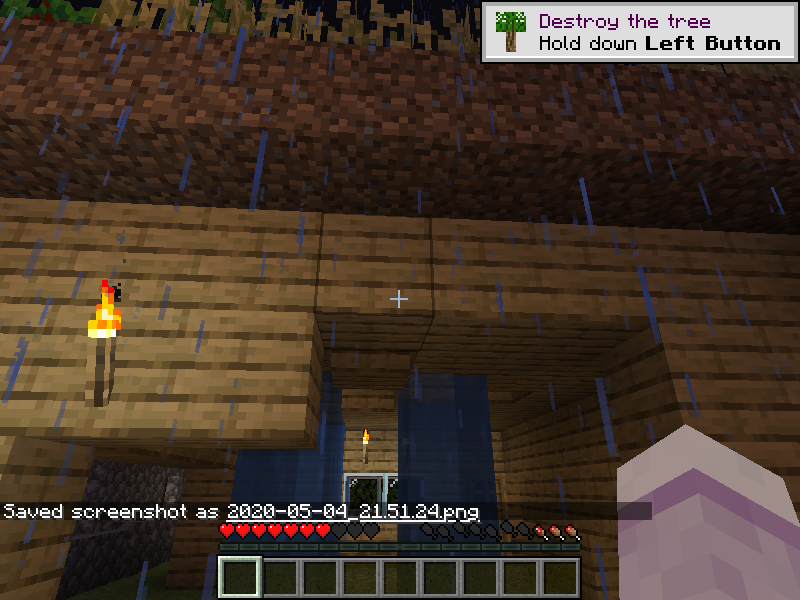 Destroy the tree
Hold down Left Button
Saved screenshot as 2020-05-04_21.51.24.png